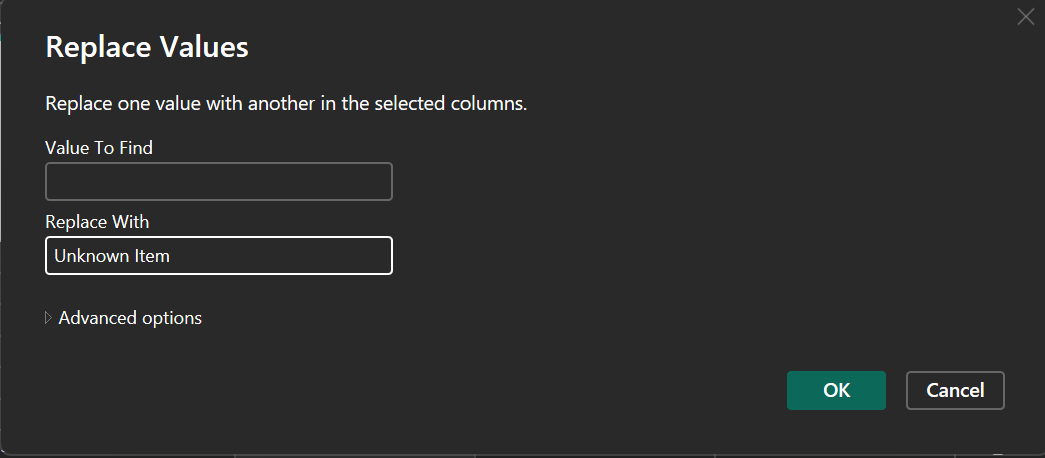 Replace Values
Replace one value with another in the selected columns.
Value To Find
Replace With
Unknown Item
Advanced options
OK
Cancel